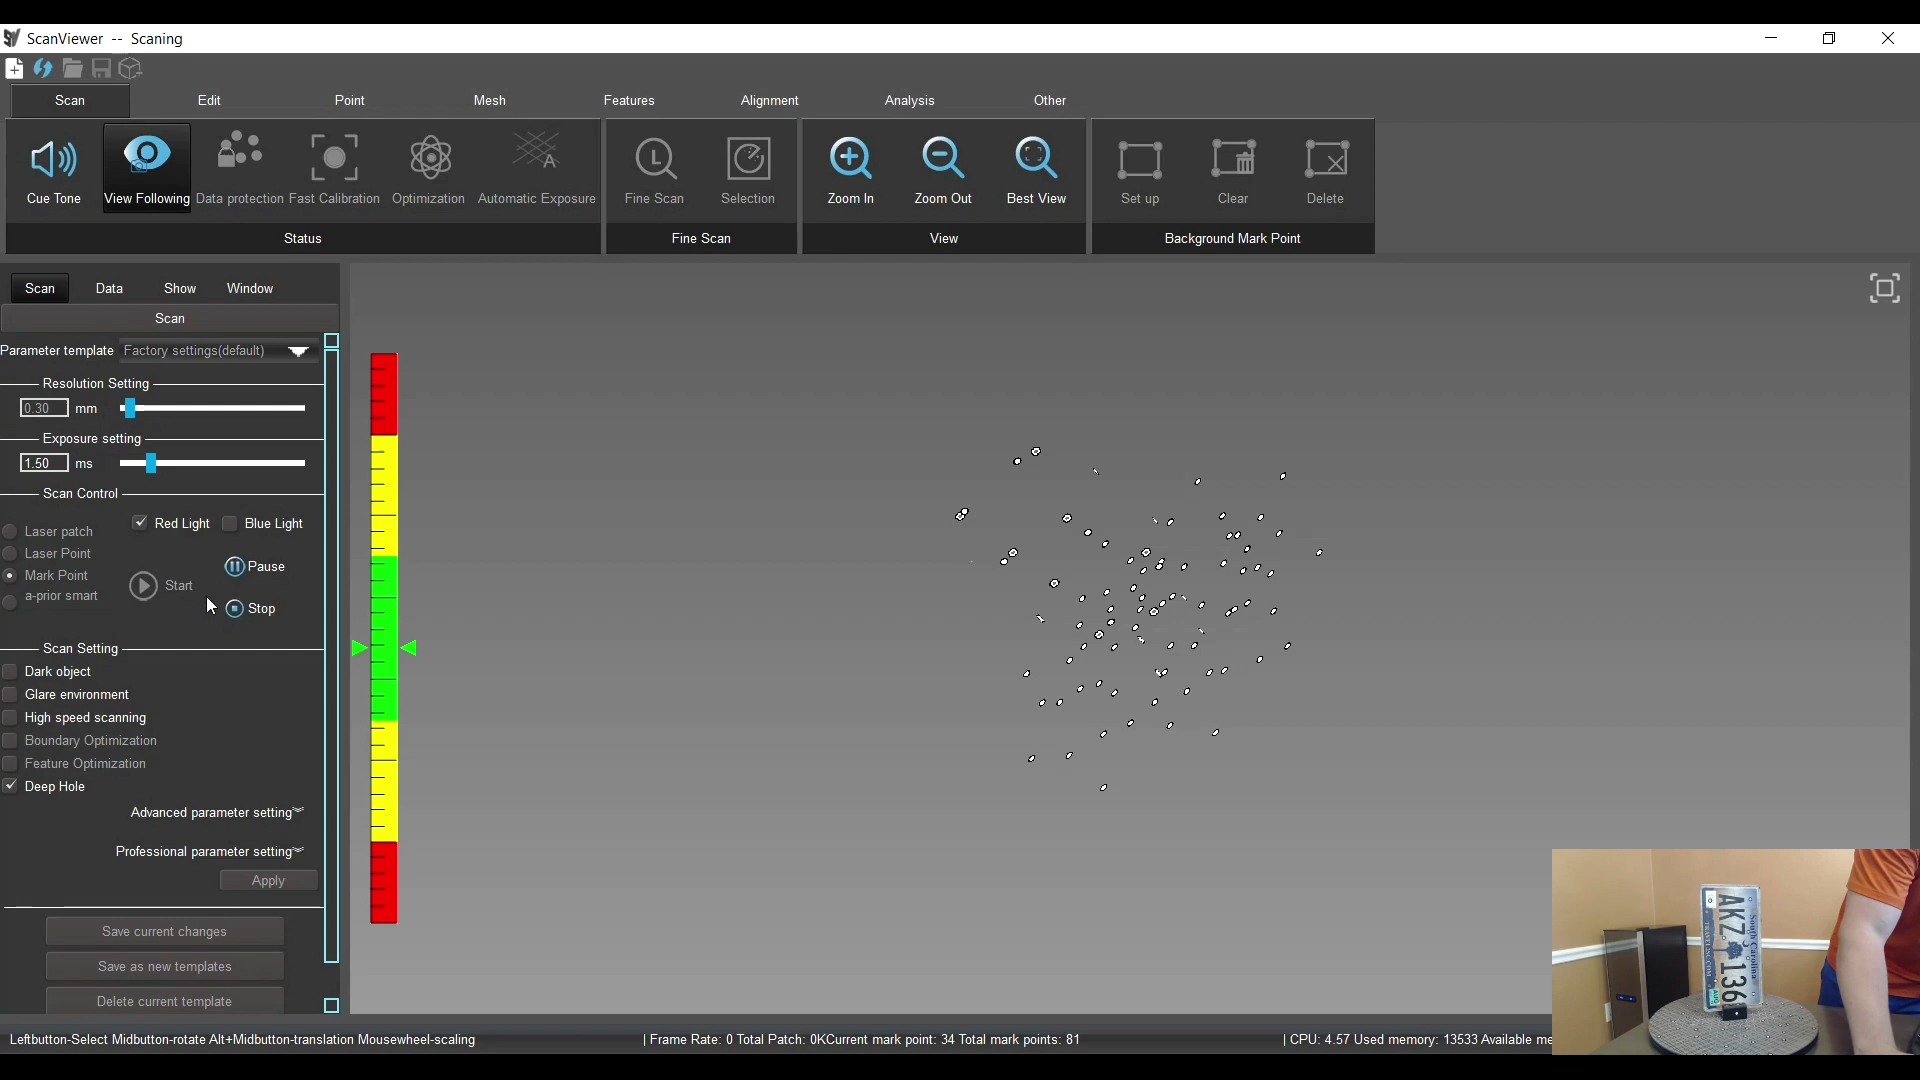 ScanViewer -- Scaning
Scan Edit Point Mesh Features Alignment Analysis Other
Cue Tone View Following Data protection Fast Calibration Optimization Automatic Exposure Fine Scan Selection Zoom In Zoom Out Best View Set up Clear Delete
Status Fine Scan View Background Mark Point
Scan Data Show Window
Scan
Parameter template Factory settings(default)
Resolution Setting
0.30 mm
Exposure setting
1.50 ms
Scan Control
Red Light Blue Light
Laser patch
Laser Point
Mark Point
a-prior smart
Start
Pause
Stop
Scan Setting
Dark object
Glare environment
High speed scanning
Boundary Optimization
Feature Optimization
Deep Hole
Advanced parameter setting
Professional parameter setting
Apply
Save current changes
Save as new templates
Delete current template
Leftbutton-Select Midbutton-rotate Alt+Midbutton-translation Mousewheel-scaling | Frame Rate: 0 Total Patch: 0KCurrent mark point: 34 Total mark points: 81 | CPU: 4.57 Used memory: 13533 Available me
South Carolina
AKZ 136
AUG